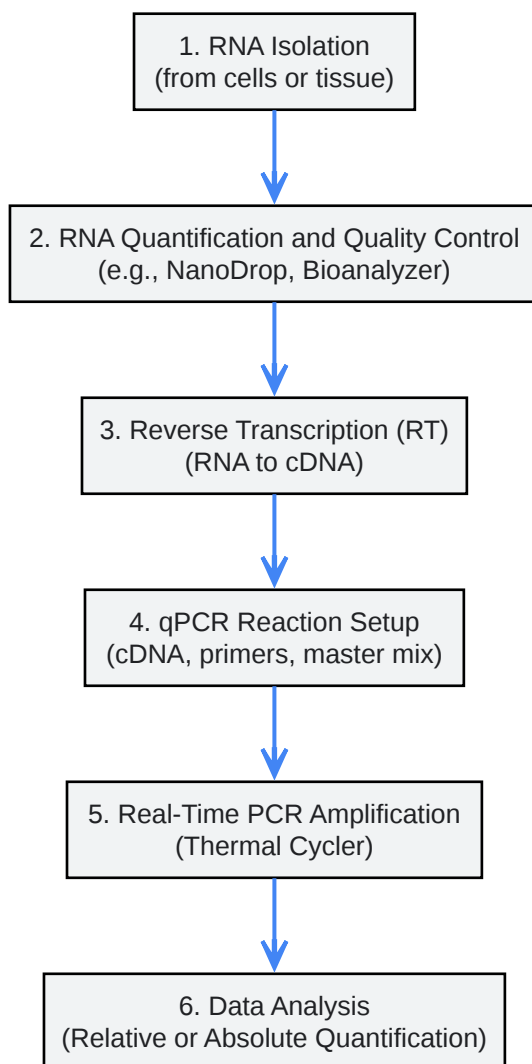 1. RNA Isolation
(from cells or tissue)
2. RNA Quantification and Quality Control
(e.g., NanoDrop, Bioanalyzer)
3. Reverse Transcription (RT)
(RNA to cDNA)
4. qPCR Reaction Setup
(cDNA, primers, master mix)
5. Real-Time PCR Amplification
(Thermal Cycler)
6. Data Analysis
(Relative or Absolute Quantification)